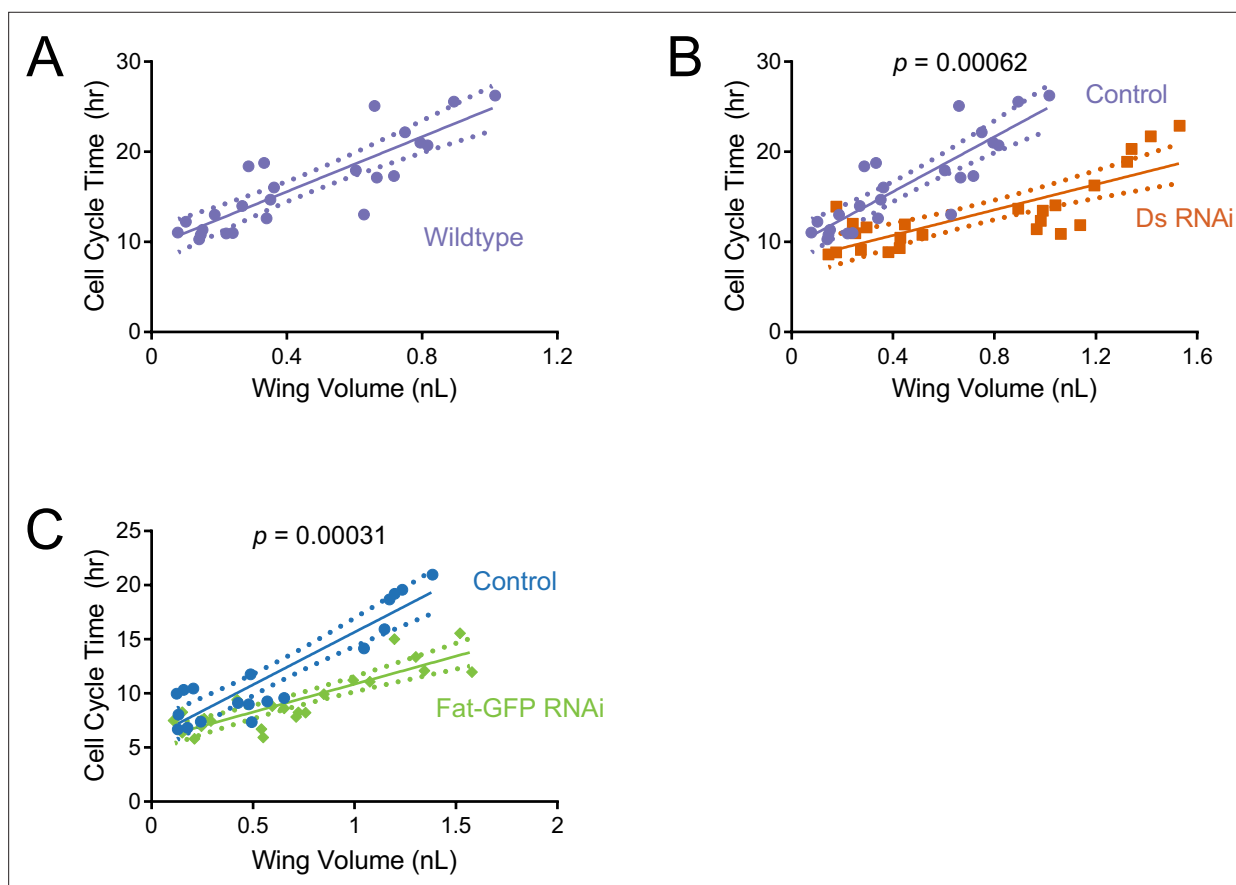 A
30
20
10
0
Cell Cycle Time (hr)
Wildtype
0
0.4
0.8
1.2
Wing Volume (nL)
B
p = 0.00062
30
20
10
0
Cell Cycle Time (hr)
Control
Ds RNAi
0
0.4
0.8
1.2
1.6
Wing Volume (nL)
C
p = 0.00031
25
20
15
10
5
0
Cell Cycle Time (hr)
Control
Fat-GFP RNAi
0
0.5
1
1.5
2
Wing Volume (nL)